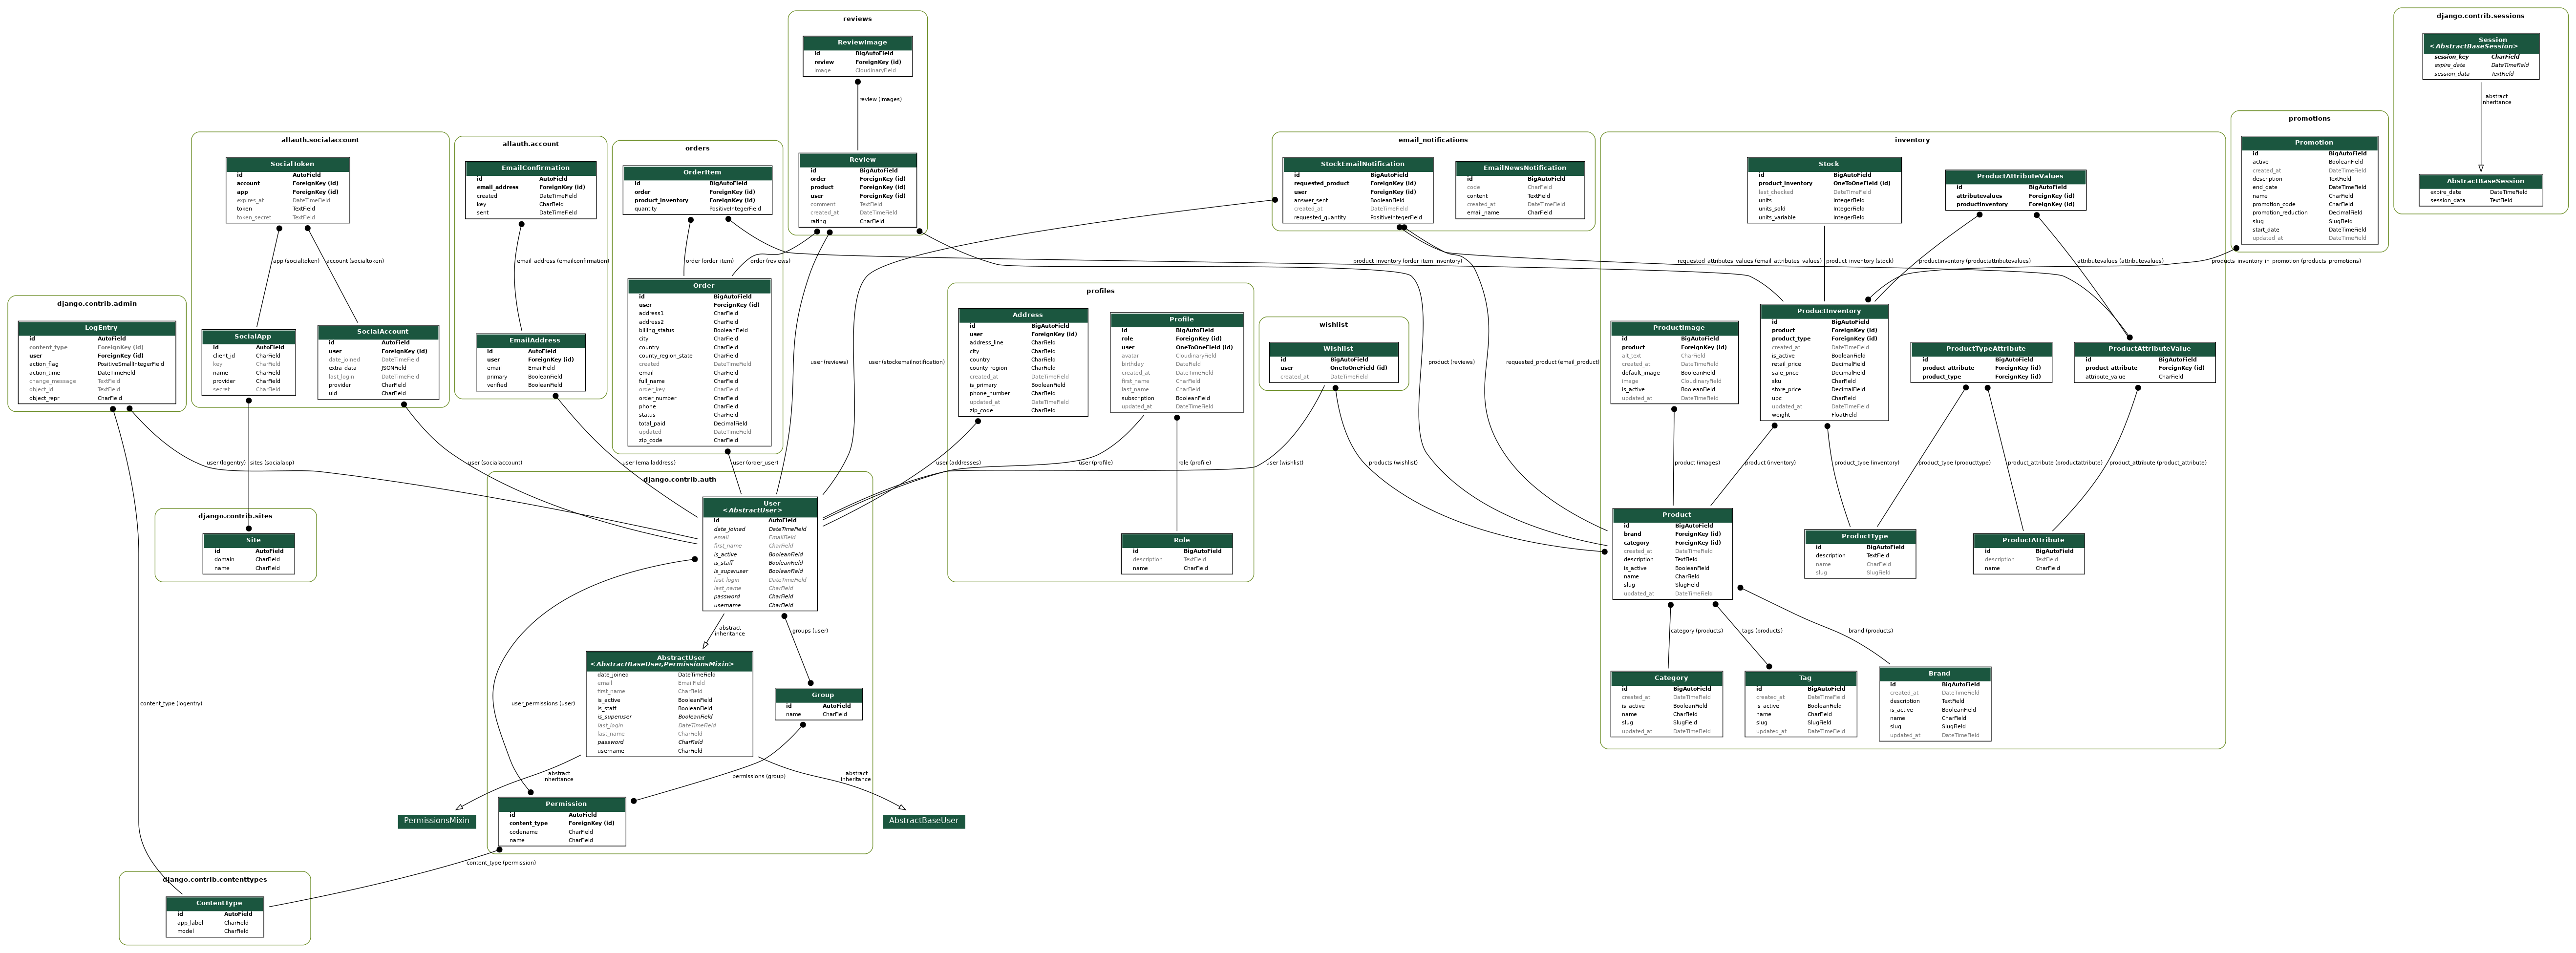 reviews
ReviewImage
id BigAutoField
review ForeignKey (id)
image CloudinaryField
review (images)
Review
id BigAutoField
order ForeignKey (id)
product ForeignKey (id)
user ForeignKey (id)
comment TextField
created_at DateTimeField
rating CharField
django.contrib.sessions
Session
<AbstractBaseSession>
session_key CharField
expire_date DateTimeField
session_data TextField
abstract
inheritance
AbstractBaseSession
expire_date DateTimeField
session_data TextField
promotions
Promotion
id BigAutoField
active BooleanField
created_at DateTimeField
description TextField
end_date DateTimeField
name CharField
promotion_code CharField
promotion_reduction DecimalField
slug SlugField
start_date DateTimeField
updated_at DateTimeField
allauth.socialaccount
SocialToken
id AutoField
account ForeignKey (id)
app ForeignKey (id)
expires_at DateTimeField
token TextField
token_secret TextField
app (socialtoken)
account (socialtoken)
SocialApp
id AutoField
client_id CharField
key CharField
name CharField
provider CharField
secret CharField
SocialAccount
id AutoField
user ForeignKey (id)
date_joined DateTimeField
extra_data JSONField
last_login DateTimeField
provider CharField
uid CharField
allauth.account
EmailConfirmation
id AutoField
email_address ForeignKey (id)
created DateTimeField
key CharField
sent DateTimeField
email_address (emailconfirmation)
EmailAddress
id AutoField
user ForeignKey (id)
email EmailField
primary BooleanField
verified BooleanField
orders
OrderItem
id BigAutoField
order ForeignKey (id)
product_inventory ForeignKey (id)
quantity PositiveIntegerField
order (order_item)
order (reviews)
Order
id BigAutoField
user ForeignKey (id)
address1 CharField
address2 CharField
billing_status BooleanField
city CharField
country CharField
county_region_state CharField
created DateTimeField
email CharField
full_name CharField
order_key CharField
order_number CharField
phone CharField
status CharField
total_paid DecimalField
updated DateTimeField
zip_code CharField
email_notifications
StockEmailNotification
id BigAutoField
requested_product ForeignKey (id)
user ForeignKey (id)
answer_sent BooleanField
created_at DateTimeField
requested_quantity PositiveIntegerField
EmailNewsNotification
id BigAutoField
code CharField
content TextField
created_at DateTimeField
email_name CharField
inventory
Stock
id BigAutoField
product_inventory OneToOneField (id)
last_checked DateTimeField
units IntegerField
units_sold IntegerField
units_variable IntegerField
ProductAttributeValues
id BigAutoField
attributevalues ForeignKey (id)
productinventory ForeignKey (id)
product_inventory (order_item_inventory)
requested_attributes_values (email_attributes_values)
product_inventory (stock)
productinventory (productattributevalues)
attributevalues (attributevalues)
products_inventory_in_promotion (products_promotions)
django.contrib.admin
LogEntry
id AutoField
content_type ForeignKey (id)
user ForeignKey (id)
action_flag PositiveSmallIntegerField
action_time DateTimeField
change_message TextField
object_id TextField
object_repr CharField
profiles
Address
id BigAutoField
user ForeignKey (id)
address_line CharField
city CharField
country CharField
county_region CharField
created_at DateTimeField
is_primary BooleanField
phone_number CharField
updated_at DateTimeField
zip_code CharField
Profile
id BigAutoField
role ForeignKey (id)
user OneToOneField (id)
avatar CloudinaryField
birthday DateField
created_at DateTimeField
first_name CharField
last_name CharField
subscription BooleanField
updated_at DateTimeField
wishlist
Wishlist
id BigAutoField
user OneToOneField (id)
created_at DateTimeField
user (reviews)
user (stockemailnotification)
product (reviews)
requested_product (email_product)
ProductImage
id BigAutoField
product ForeignKey (id)
alt_text CharField
created_at DateTimeField
default_image BooleanField
image CloudinaryField
is_active BooleanField
updated_at DateTimeField
ProductInventory
id BigAutoField
product ForeignKey (id)
product_type ForeignKey (id)
created_at DateTimeField
is_active BooleanField
retail_price DecimalField
sale_price DecimalField
sku CharField
store_price DecimalField
upc CharField
updated_at DateTimeField
weight FloatField
ProductTypeAttribute
id BigAutoField
product_attribute ForeignKey (id)
product_type ForeignKey (id)
ProductAttributeValue
id BigAutoField
product_attribute ForeignKey (id)
attribute_value CharField
user (logentry)
sites (socialapp)
user (socialaccount)
user (emailaddress)
user (order_user)
user (addresses)
user (profile)
role (profile)
user (wishlist)
products (wishlist)
product (images)
product (inventory)
product_type (inventory)
product_type (producttype)
product_attribute (productattribute)
product_attribute (product_attribute)
django.contrib.sites
Site
id AutoField
domain CharField
name CharField
django.contrib.auth
User
<AbstractUser>
id AutoField
date_joined DateTimeField
email EmailField
first_name CharField
is_active BooleanField
is_staff BooleanField
is_superuser BooleanField
last_login DateTimeField
last_name CharField
password CharField
username CharField
Role
id BigAutoField
description TextField
name CharField
Product
id BigAutoField
brand ForeignKey (id)
category ForeignKey (id)
created_at DateTimeField
description TextField
is_active BooleanField
name CharField
slug SlugField
updated_at DateTimeField
ProductType
id BigAutoField
description TextField
name CharField
slug SlugField
ProductAttribute
id BigAutoField
description TextField
name CharField
abstract
inheritance
groups (user)
category (products)
tags (products)
brand (products)
AbstractUser
<AbstractBaseUser,PermissionsMixin>
date_joined DateTimeField
email EmailField
first_name CharField
is_active BooleanField
is_staff BooleanField
is_superuser BooleanField
last_login DateTimeField
last_name CharField
password CharField
username CharField
Group
id AutoField
name CharField
Category
id BigAutoField
created_at DateTimeField
is_active BooleanField
name CharField
slug SlugField
updated_at DateTimeField
Tag
id BigAutoField
created_at DateTimeField
is_active BooleanField
name CharField
slug SlugField
updated_at DateTimeField
Brand
id BigAutoField
created_at DateTimeField
description TextField
is_active BooleanField
name CharField
slug SlugField
updated_at DateTimeField
content_type (logentry)
user_permissions (user)
abstract
inheritance
permissions (group)
abstract
inheritance
PermissionsMixin
Permission
id AutoField
content_type ForeignKey (id)
codename CharField
name CharField
AbstractBaseUser
content_type (permission)
django.contrib.contenttypes
ContentType
id AutoField
app_label CharField
model CharField